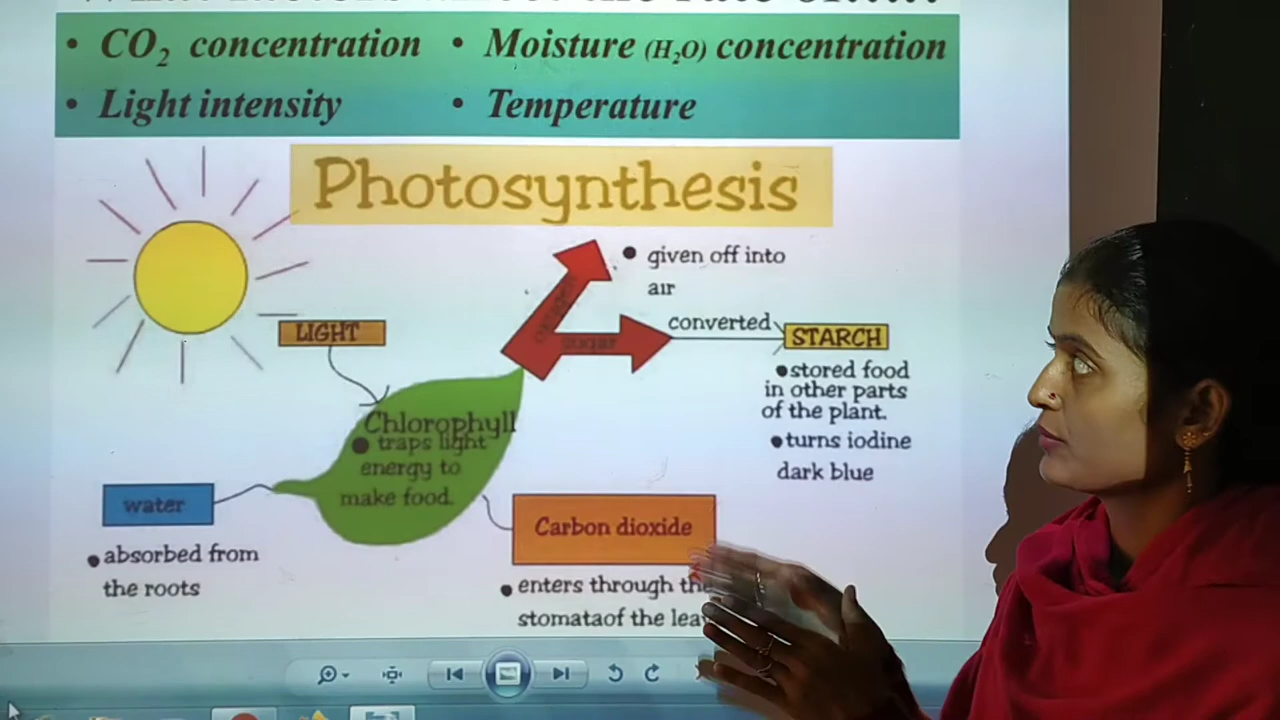 CO₂ concentration
Moisture (H₂O) concentration
Light intensity
Temperature
Photosynthesis
given off into
air
LIGHT
sugar
converted
STARCH
stored food
in other parts
of the plant.
turns iodine
dark blue
Chlorophyll
traps light
energy to
make food.
water
absorbed from
the roots
Carbon dioxide
enters through the
stomataof the lea